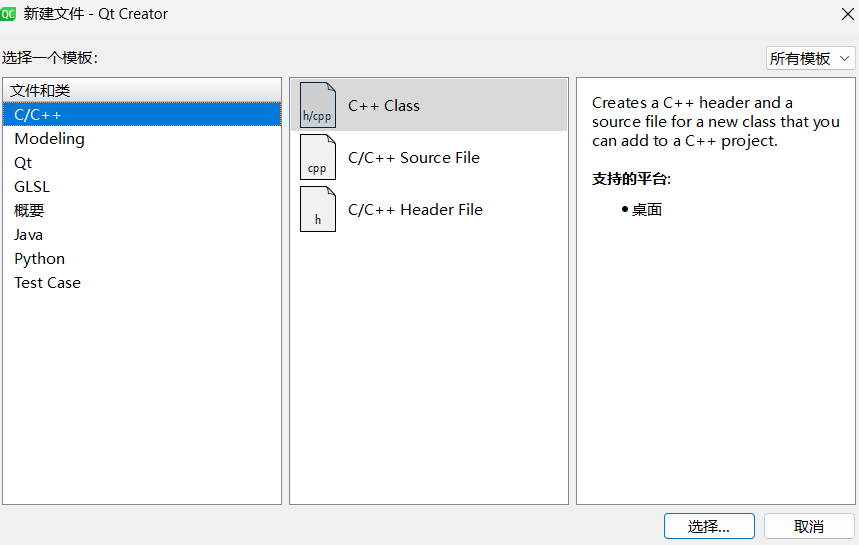 QC 新建文件 - Qt Creator
选择一个模板：
所有模板
文件和类
C/C++
Modeling
Qt
GLSL
概要
Java
Python
Test Case
h/cpp
C++ Class
cpp
C/C++ Source File
h
C/C++ Header File
Creates a C++ header and a
source file for a new class that you
can add to a C++ project.
支持的平台:
• 桌面
选择...
取消